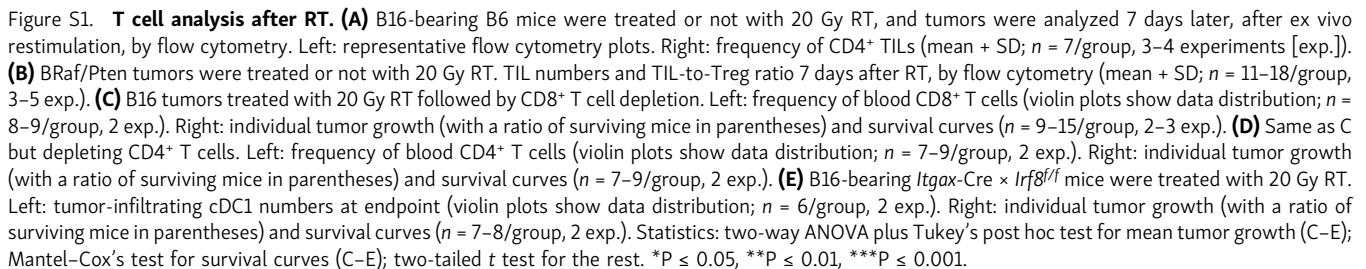 Figure S1. T cell analysis after RT. (A) B16-bearing B6 mice were treated or not with 20 Gy RT, and tumors were analyzed 7 days later, after ex vivo
restimulation, by flow cytometry. Left: representative flow cytometry plots. Right: frequency of CD4⁺ TILs (mean + SD; n = 7/group, 3–4 experiments [exp.]).
(B) BRaf/Pten tumors were treated or not with 20 Gy RT. TIL numbers and TIL-to-Treg ratio 7 days after RT, by flow cytometry (mean + SD; n = 11–18/group,
3–5 exp.). (C) B16 tumors treated with 20 Gy RT followed by CD8⁺ T cell depletion. Left: frequency of blood CD8⁺ T cells (violin plots show data distribution; n =
8–9/group, 2 exp.). Right: individual tumor growth (with a ratio of surviving mice in parentheses) and survival curves (n = 9–15/group, 2–3 exp.). (D) Same as C
but depleting CD4⁺ T cells. Left: frequency of blood CD4⁺ T cells (violin plots show data distribution; n = 7–9/group, 2 exp.). Right: individual tumor growth
(with a ratio of surviving mice in parentheses) and survival curves (n = 7–9/group, 2 exp.). (E) B16-bearing Itgax-Cre × Irf8f/f mice were treated with 20 Gy RT.
Left: tumor-infiltrating cDC1 numbers at endpoint (violin plots show data distribution; n = 6/group, 2 exp.). Right: individual tumor growth (with a ratio of
surviving mice in parentheses) and survival curves (n = 7–8/group, 2 exp.). Statistics: two-way ANOVA plus Tukey’s post hoc test for mean tumor growth (C–E);
Mantel–Cox’s test for survival curves (C–E); two-tailed t test for the rest. *P ≤ 0.05, **P ≤ 0.01, ***P ≤ 0.001.